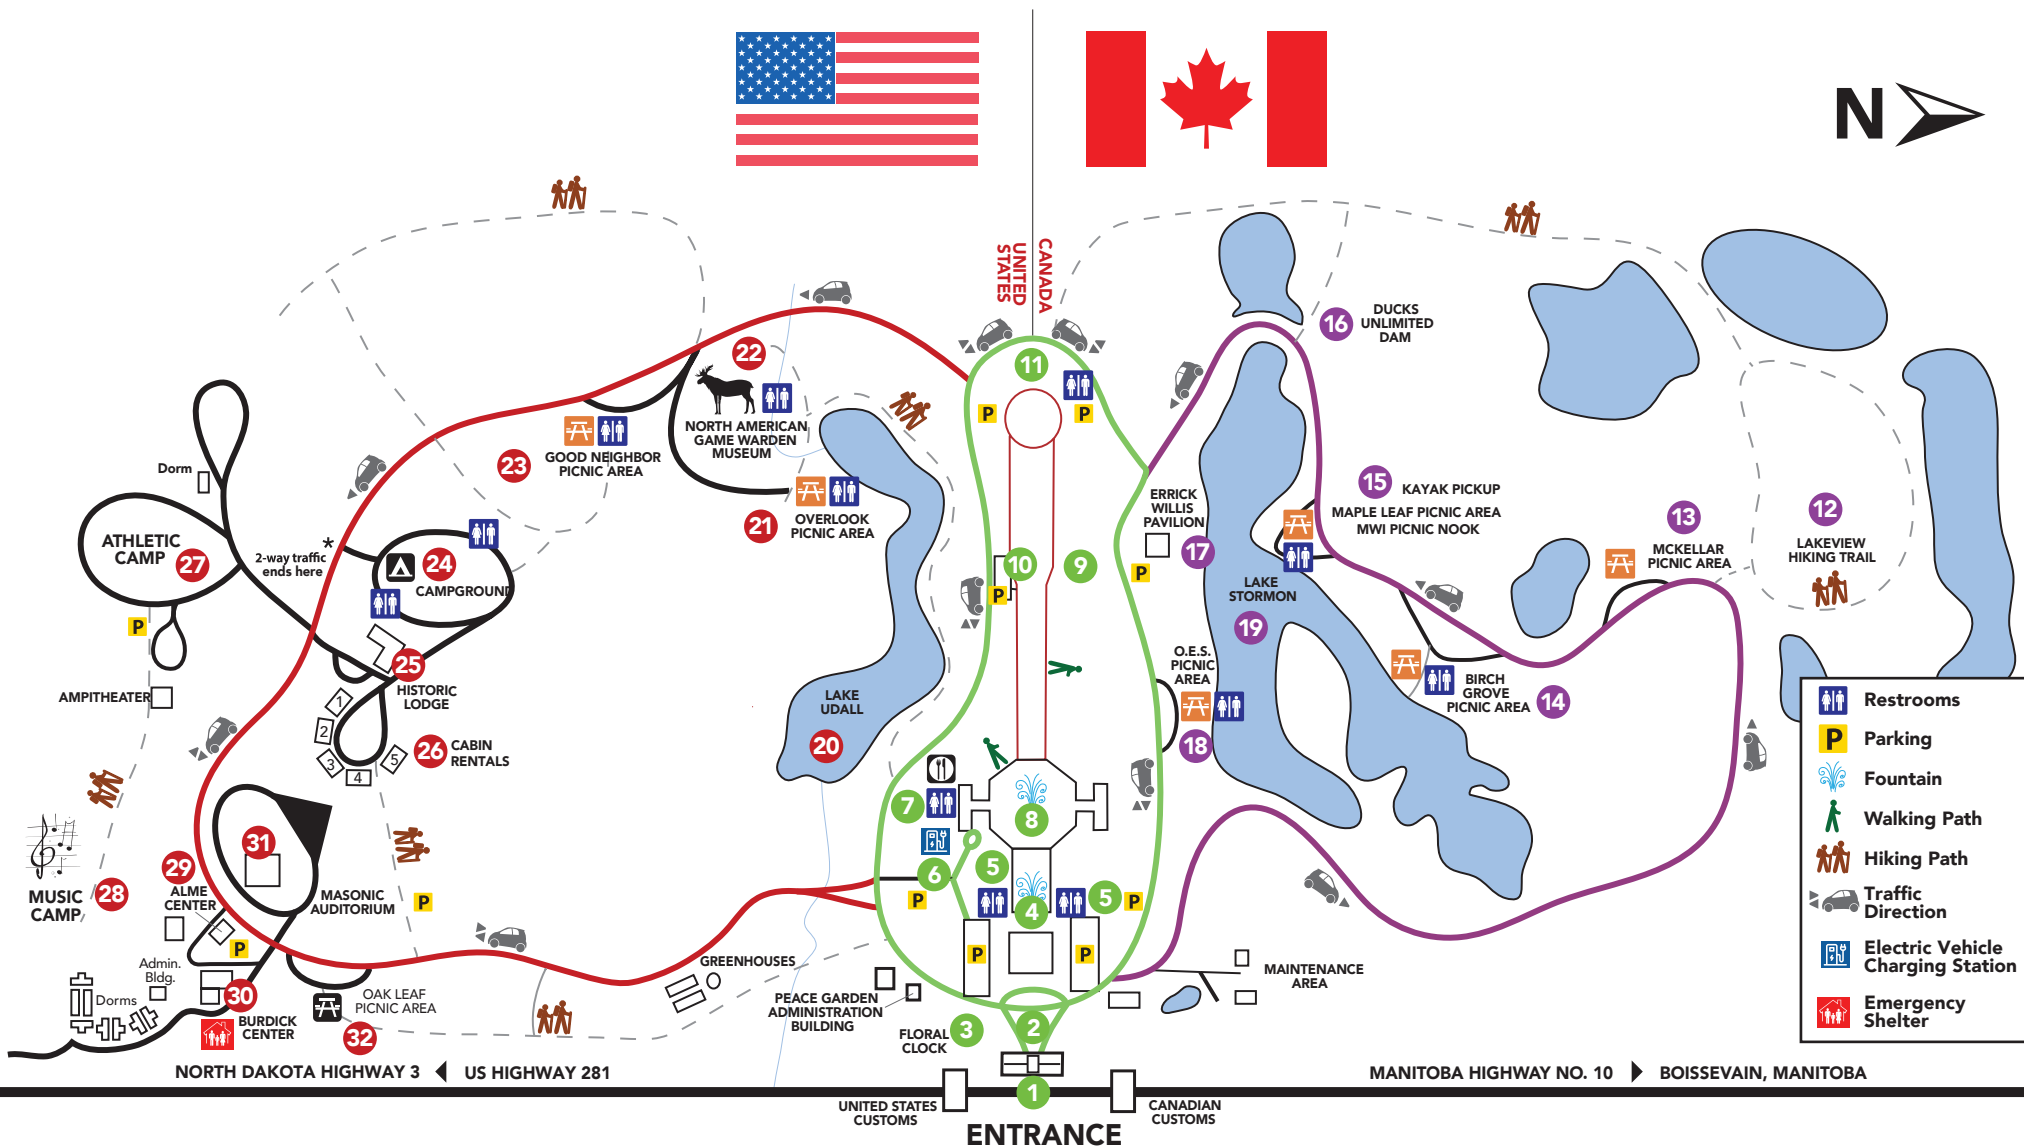 N
CANADA
UNITED
STATES
16
DUCKS
UNLIMITED
DAM
22
11
P
P
NORTH AMERICAN
GAME WARDEN
MUSEUM
23
GOOD NEIGHBOR
PICNIC AREA
Dorm
21
OVERLOOK
PICNIC AREA
ERRICK
WILLIS
PAVILION
17
P
15
KAYAK PICKUP
MAPLE LEAF PICNIC AREA
MWI PICNIC NOOK
13
MCKELLAR
PICNIC AREA
12
LAKEVIEW
HIKING TRAIL
ATHLETIC
CAMP
27
*
2-way traffic
ends here
24
CAMPGROUND
10
9
P
LAKE
STORMON
19
P
25
HISTORIC
LODGE
AMPITHEATER
1
2
3
4
5
26
CABIN
RENTALS
LAKE
UDALL
20
O.E.S.
PICNIC
AREA
18
BIRCH
GROVE
PICNIC AREA
14
7
8
6
5
5
4
P
P
P
P
31
29
ALME
CENTER
MASONIC
AUDITORIUM
P
MUSIC
CAMP
28
P
Admin.
Bldg.
Dorms
30
BURDICK
CENTER
OAK LEAF
PICNIC AREA
32
GREENHOUSES
PEACE GARDEN
ADMINISTRATION
BUILDING
FLORAL
CLOCK
3
2
MAINTENANCE
AREA
Restrooms
P
Parking
Fountain
Walking Path
Hiking Path
Traffic
Direction
Electric Vehicle
Charging Station
Emergency
Shelter
NORTH DAKOTA HIGHWAY 3
US HIGHWAY 281
MANITOBA HIGHWAY NO. 10
BOISSEVAIN, MANITOBA
1
UNITED STATES
CUSTOMS
CANADIAN
CUSTOMS
ENTRANCE